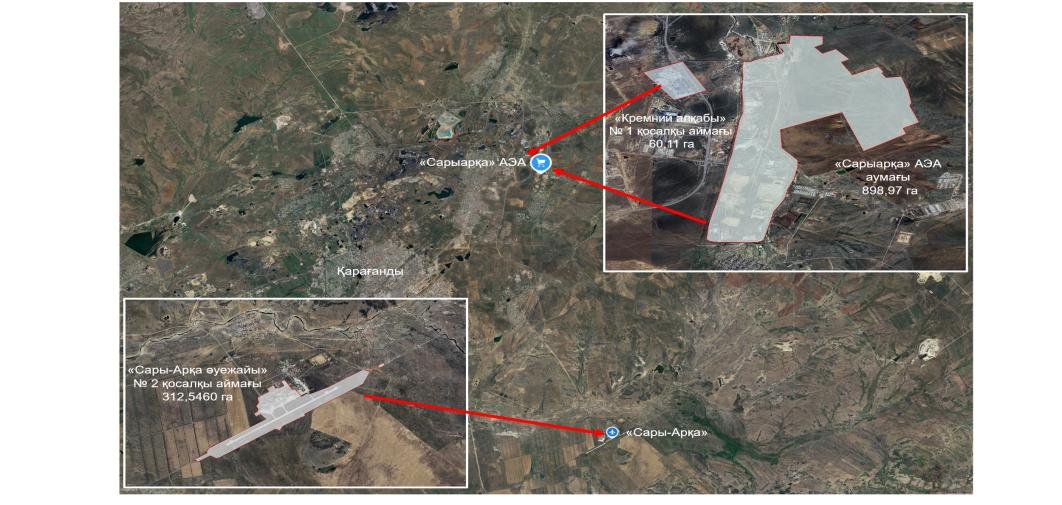 «Кремний алқабы»
№ 1 қосалқы аймағы
60,11 га
«Сарыарқа» АЭА
«Сарыарқа» АЭА
аумағы
898,97 га
Қарағанды
«Сары-Арқа әуежайы»
№ 2 қосалқы аймағы
312,5460 га
«Сары-Арқа»